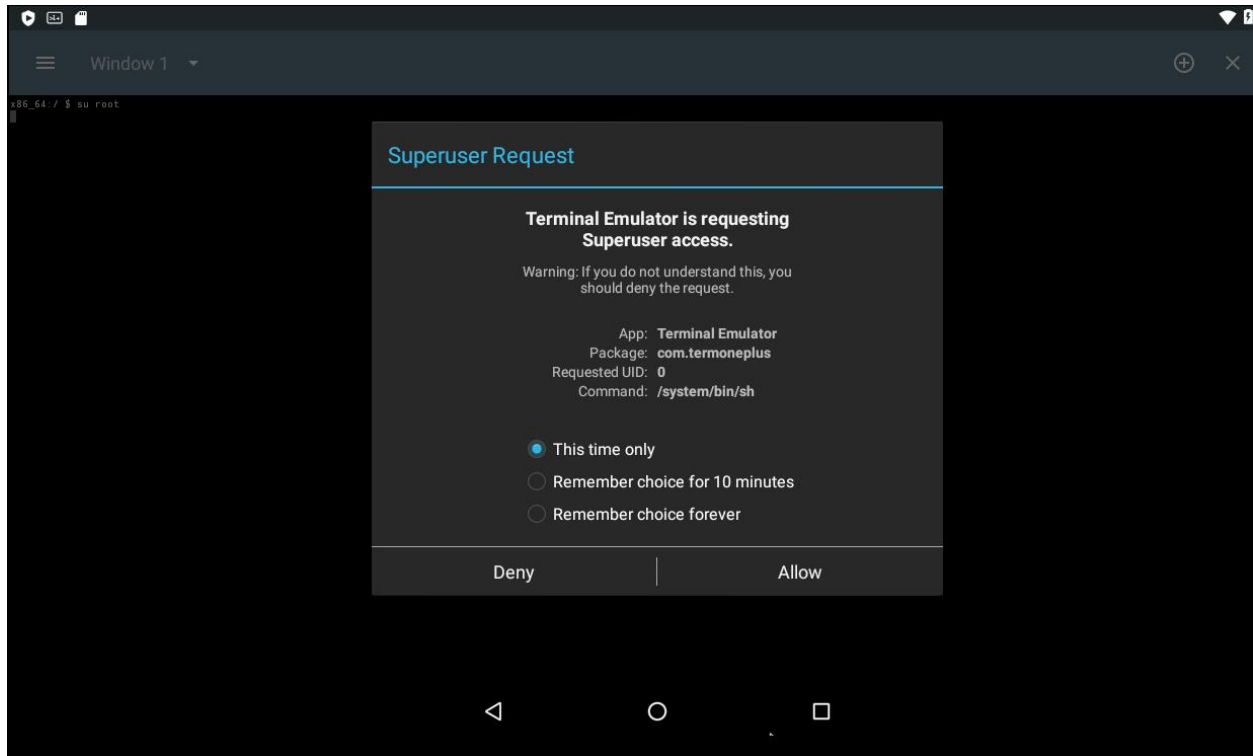 Window 1
x86_64:/ $ su root
Superuser Request
Terminal Emulator is requesting
Superuser access.
Warning: If you do not understand this, you
should deny the request.
App: Terminal Emulator
Package: com.termoneplus
Requested UID: 0
Command: /system/bin/sh
This time only
Remember choice for 10 minutes
Remember choice forever
Deny Allow